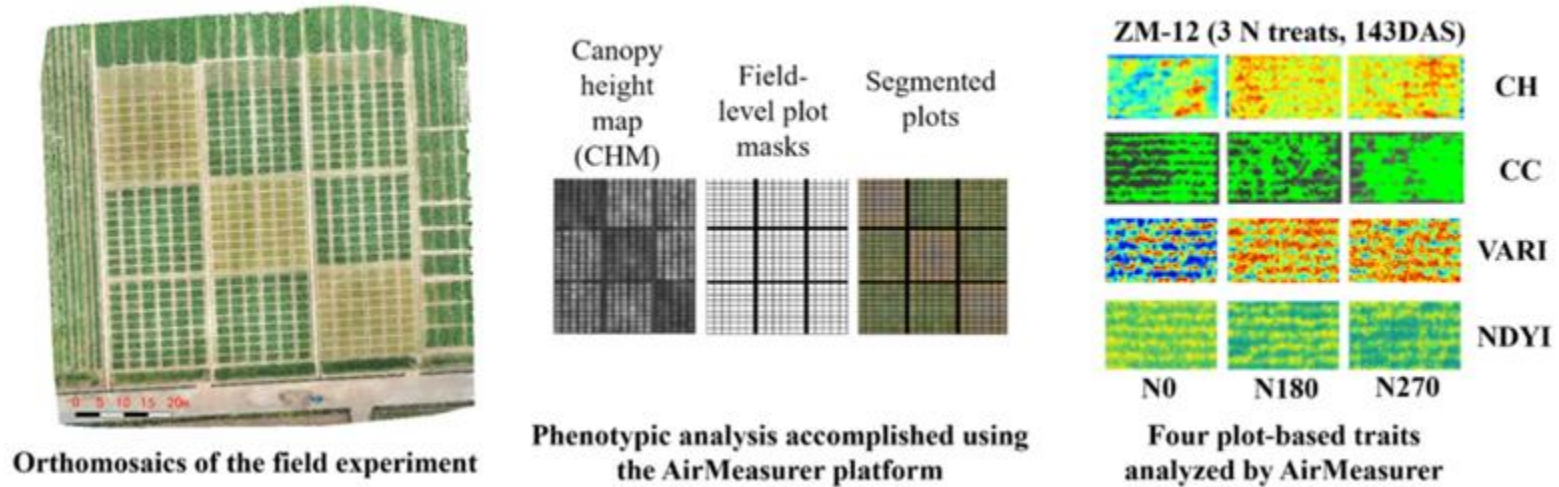 0 5 10 15 20m
Orthomosaics of the field experiment
Canopy
height
map
(CHM)
Field-
level plot
masks
Segmented
plots
Phenotypic analysis accomplished using
the AirMeasurer platform
ZM-12 (3 N treats, 143DAS)
CH
CC
VARI
NDYI
N0 N180 N270
Four plot-based traits
analyzed by AirMeasurer